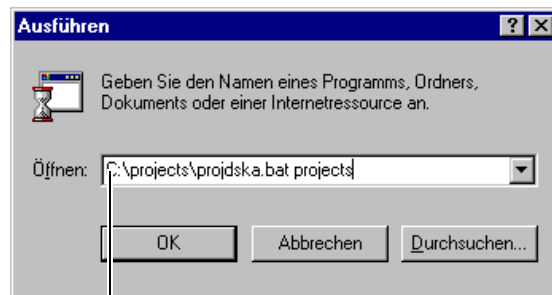 Ausführen
Geben Sie den Namen eines Programms, Ordners,
Dokuments oder einer Internetressource an.
Öffnen: C:\projects\projdska.bat projects
OK Abbrechen Durchsuchen...